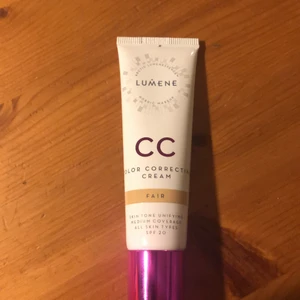 LUMENE
CC
COLOR CORRECTING
CREAM
FAIR
SKIN TONE UNIFYING
MEDIUM COVERAGE
ALL SKIN TYPES
SPF 20